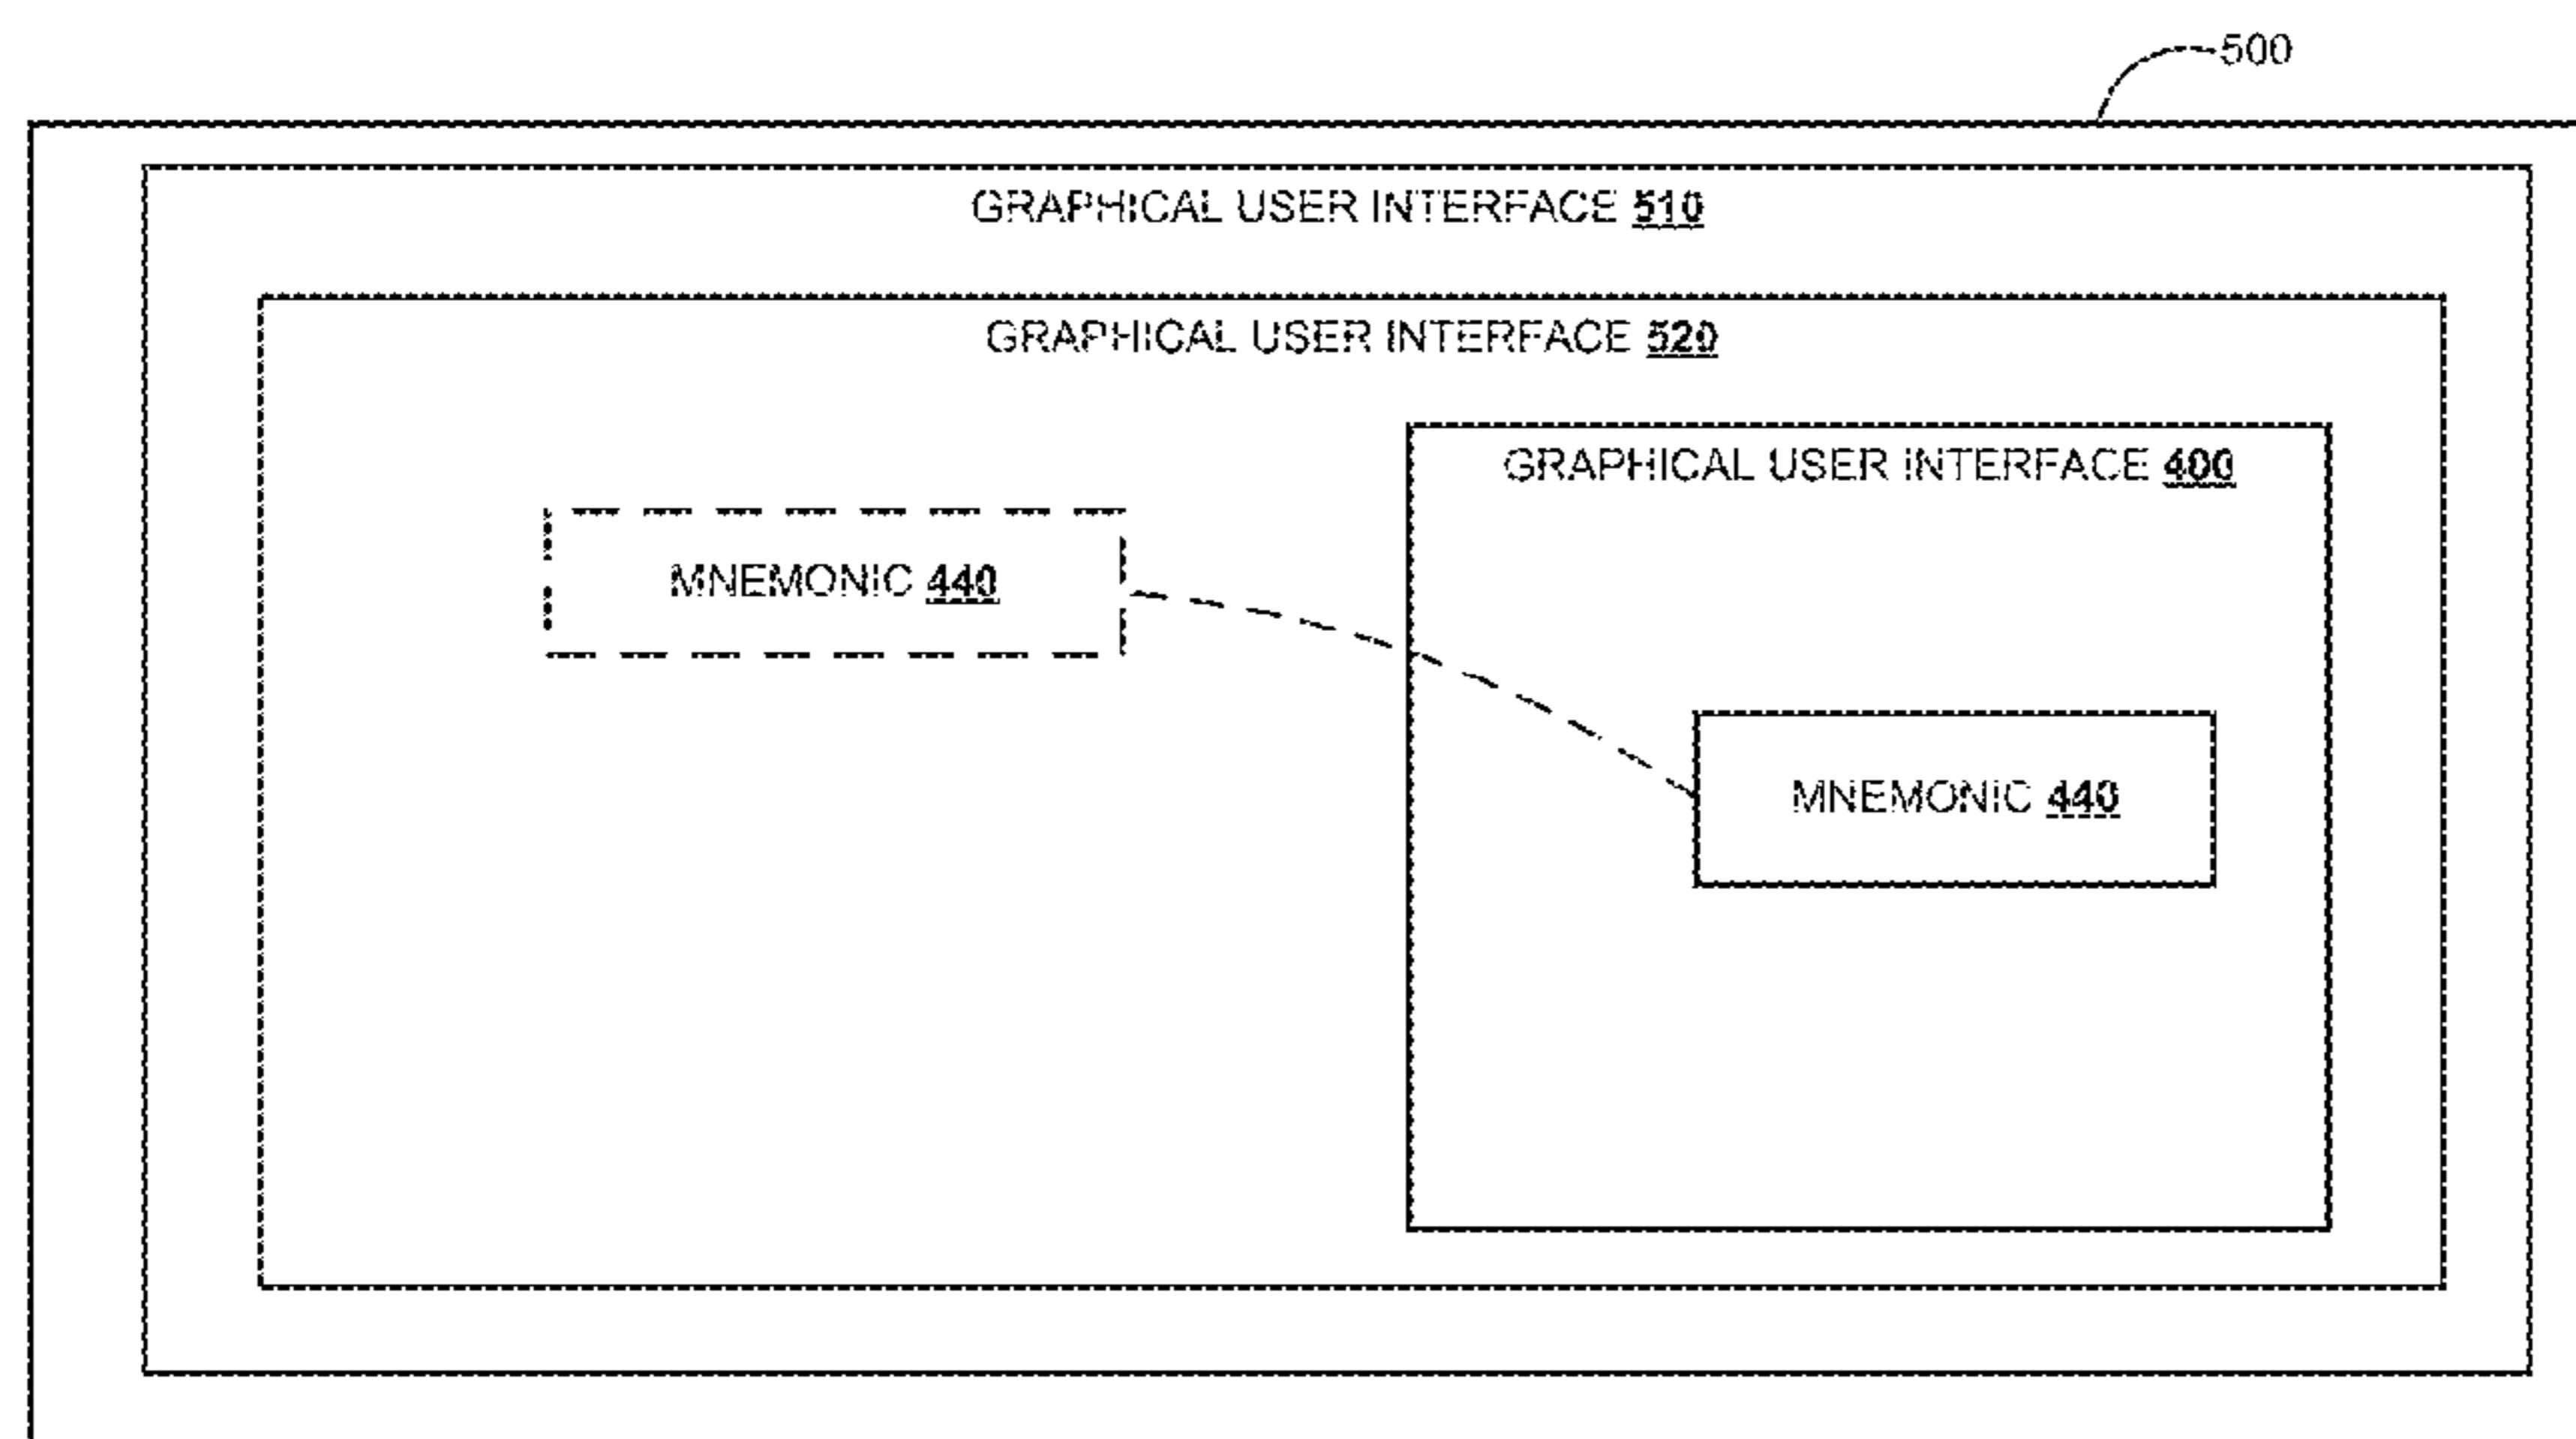 500
GRAPHICAL USER INTERFACE 510
GRAPHICAL USER INTERFACE 520
GRAPHICAL USER INTERFACE 400
MNEMONIC 440
MNEMONIC 440